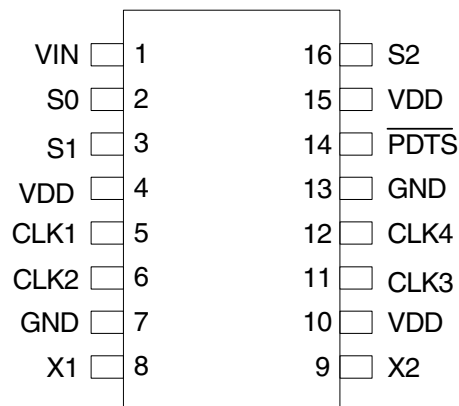 VIN 1 16 S2
S0 2 15 VDD
S1 3 14 PDTS
VDD 4 13 GND
CLK1 5 12 CLK4
CLK2 6 11 CLK3
GND 7 10 VDD
X1 8 9 X2